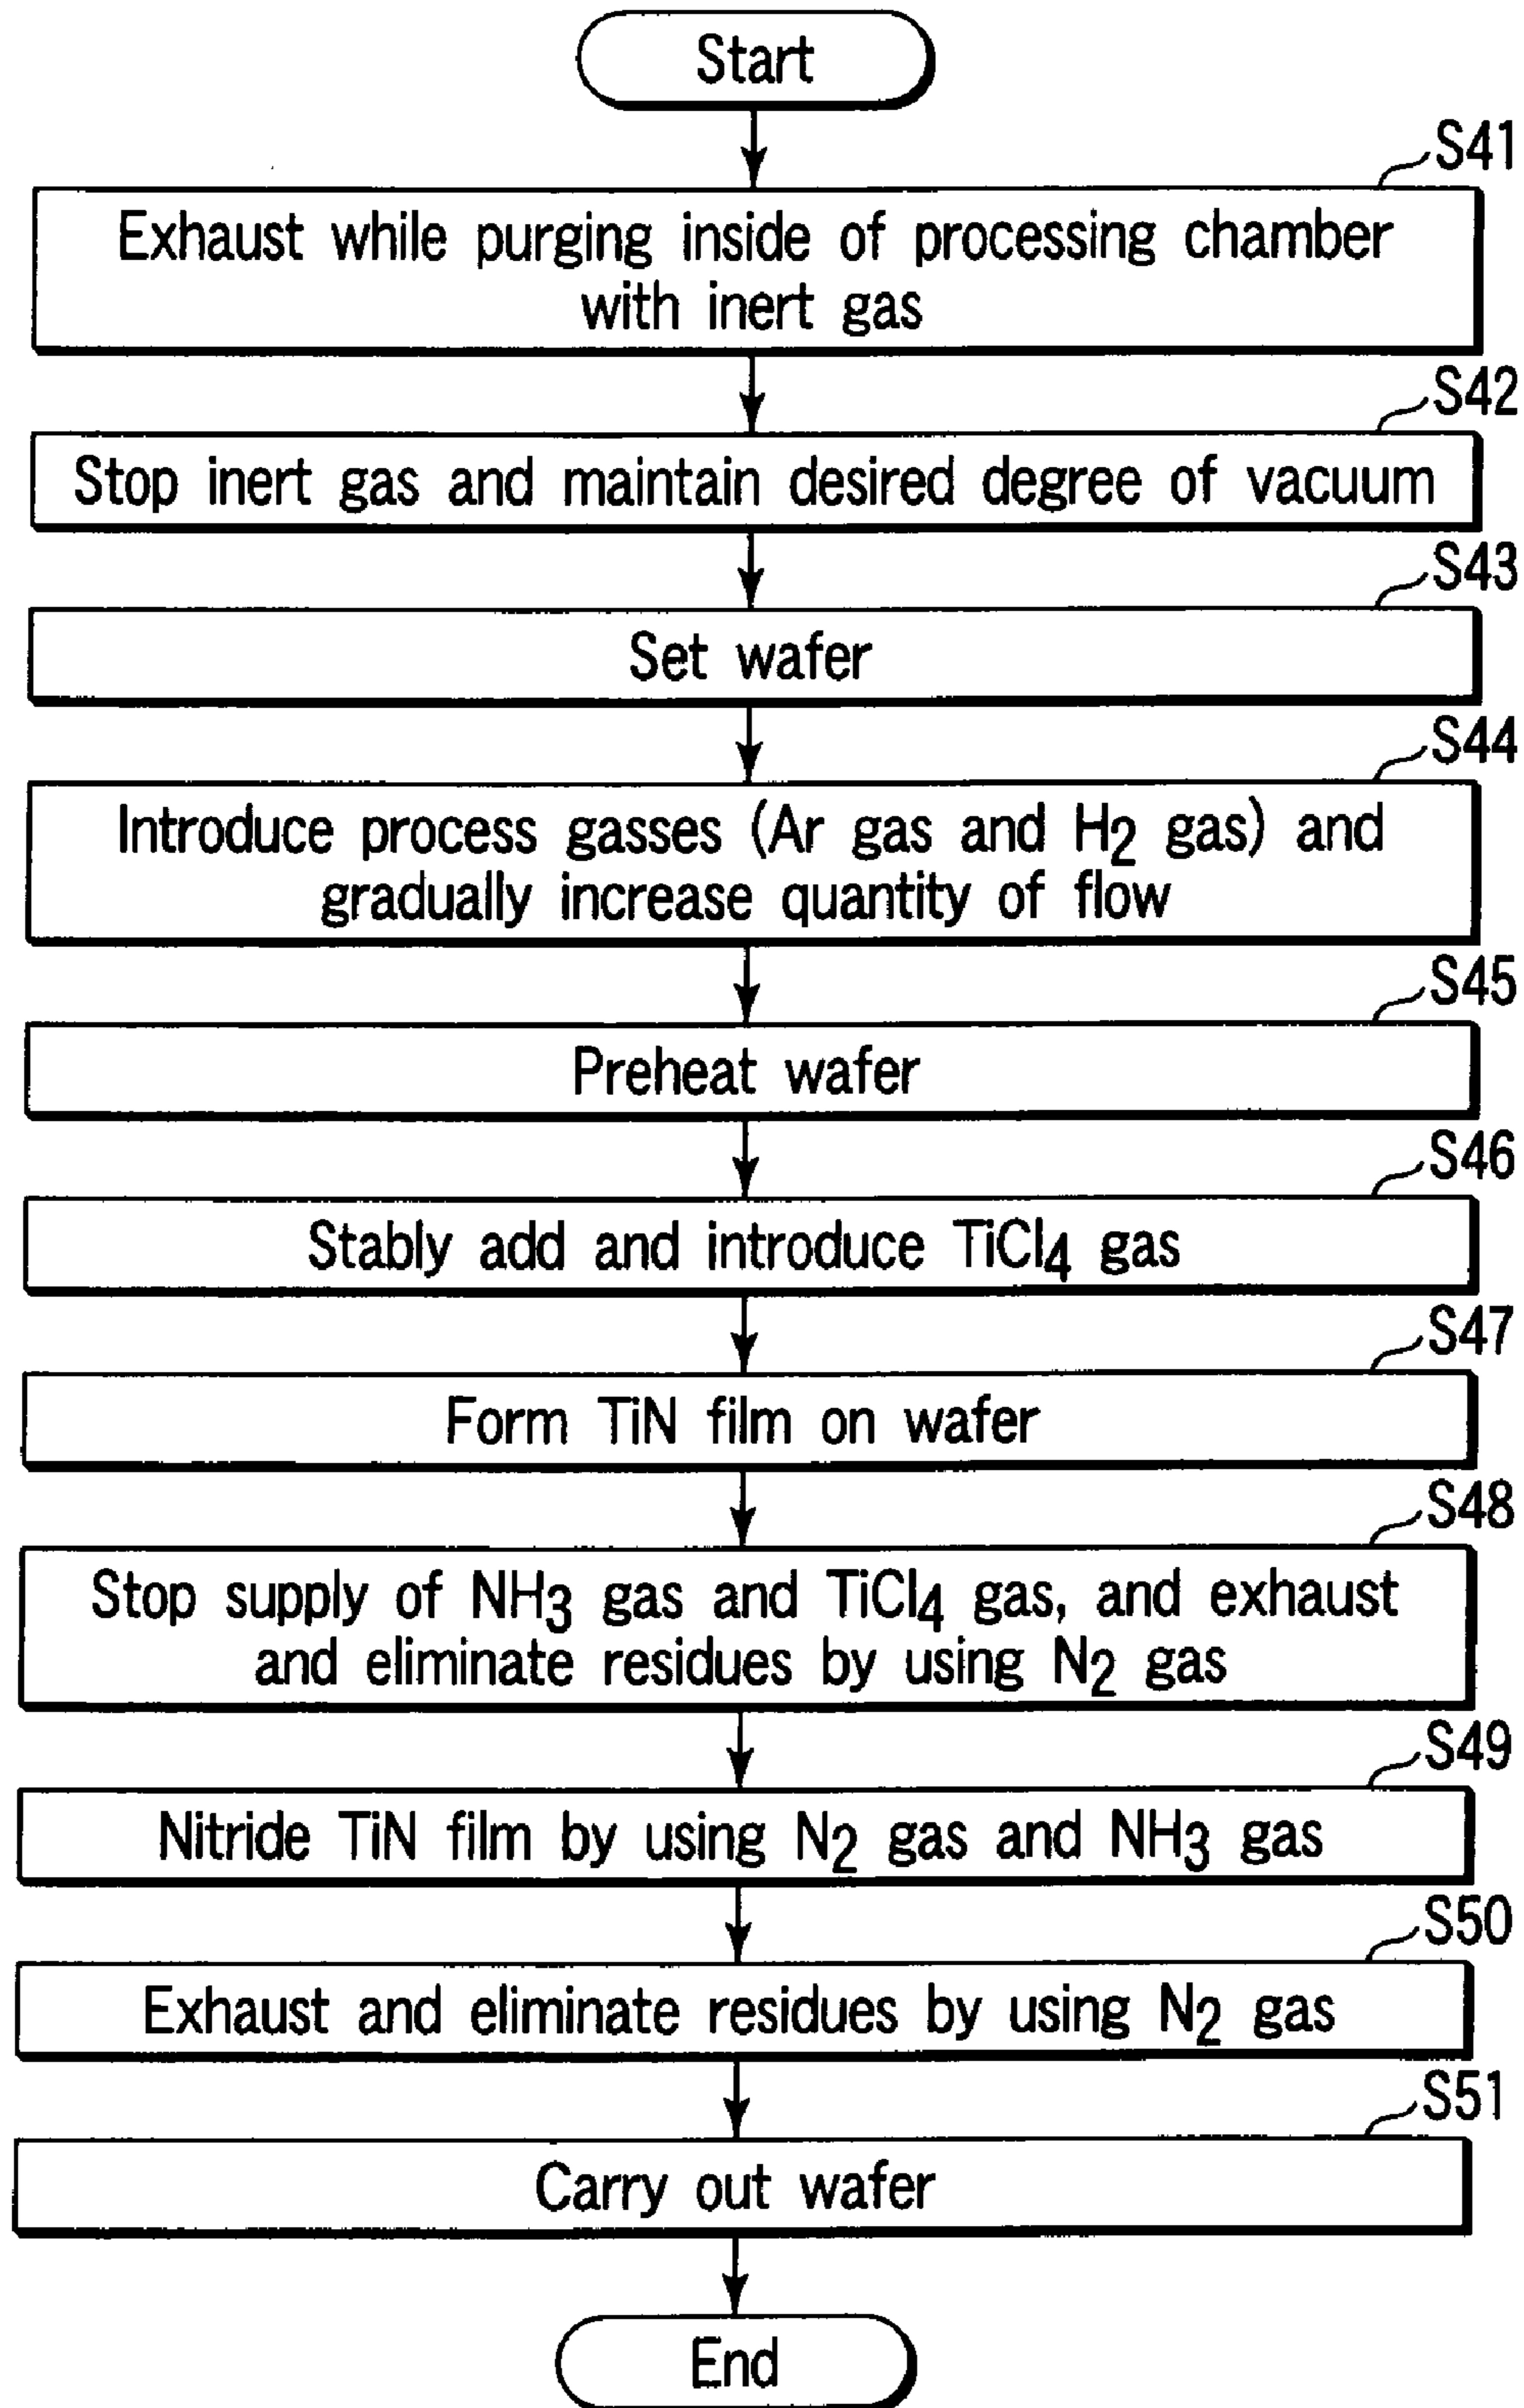 Start
S41
Exhaust while purging inside of processing chamber
with inert gas
S42
Stop inert gas and maintain desired degree of vacuum
S43
Set wafer
S44
Introduce process gasses (Ar gas and H2 gas) and
gradually increase quantity of flow
S45
Preheat wafer
S46
Stably add and introduce TiCl4 gas
S47
Form TiN film on wafer
S48
Stop supply of NH3 gas and TiCl4 gas, and exhaust
and eliminate residues by using N2 gas
S49
Nitride TiN film by using N2 gas and NH3 gas
S50
Exhaust and eliminate residues by using N2 gas
S51
Carry out wafer
End